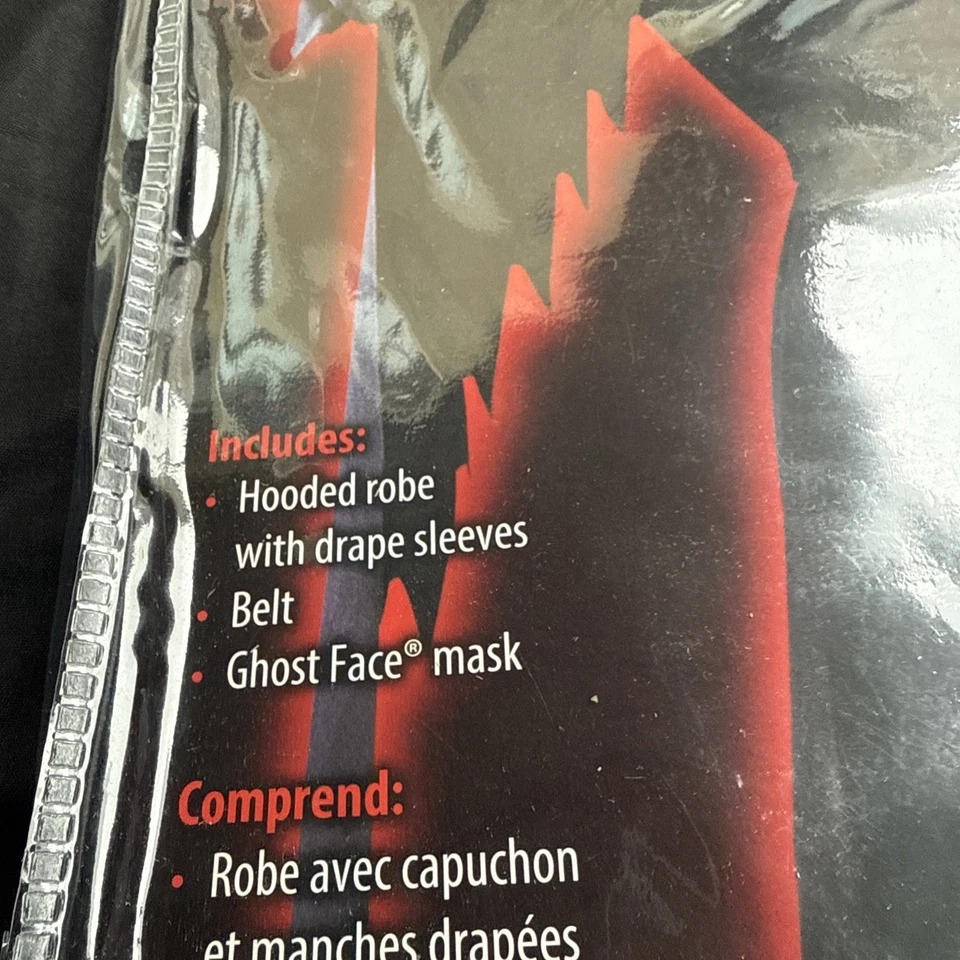 Includes:
• Hooded robe
with drape sleeves
• Belt
• Ghost Face® mask
Comprend:
• Robe avec capuchon
et manches drapées